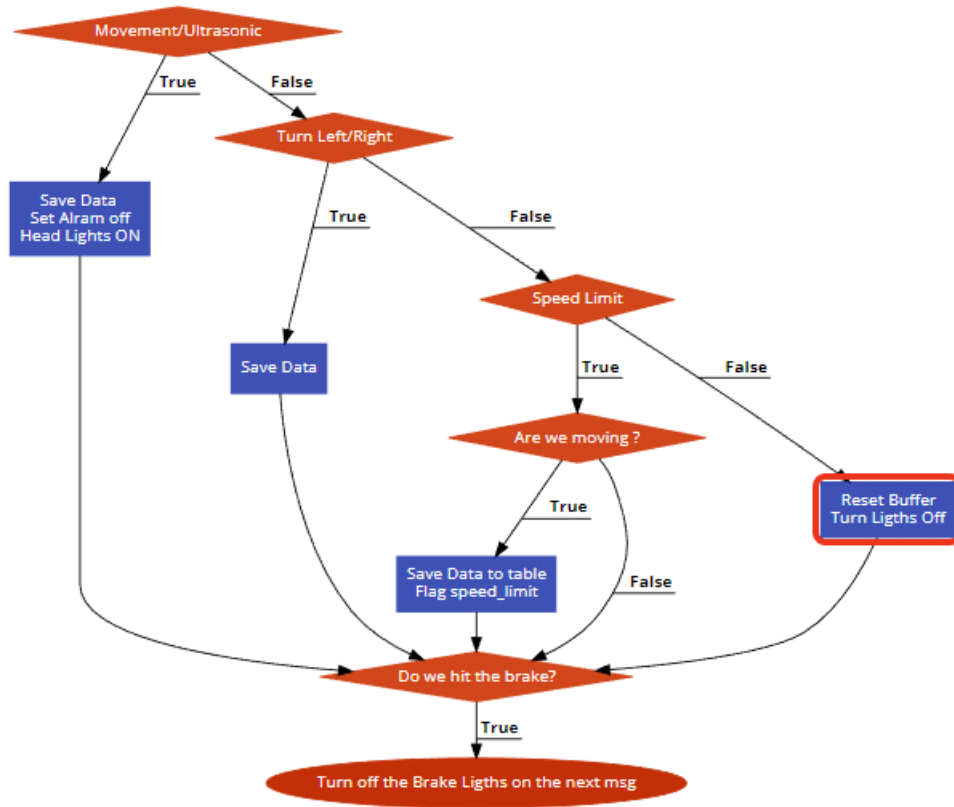 Movement/Ultrasonic
True
False
Turn Left/Right
Save Data
Set Alram off
Head Lights ON
True
False
Speed Limit
Save Data
True
False
Are we moving ?
Reset Buffer
Turn Ligths Off
True
Save Data to table
Flag speed_limit
False
Do we hit the brake?
True
Turn off the Brake Ligths on the next msg